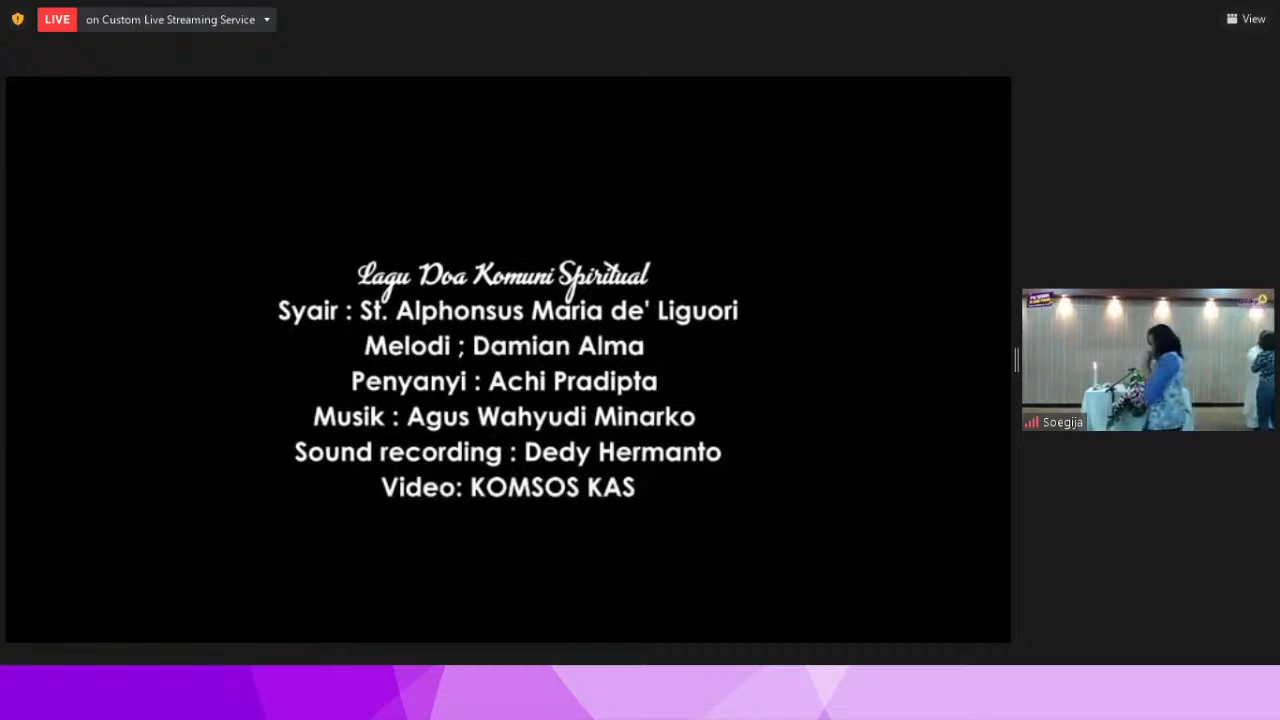 LIVE on Custom Live Streaming Service
View
Lagu Doa Komuni Spiritual
Syair : St. Alphonsus Maria de' Liguori
Melodi ; Damian Alma
Penyanyi : Achi Pradipta
Musik : Agus Wahyudi Minarko
Sound recording : Dedy Hermanto
Video: KOMSOS KAS
Soegija